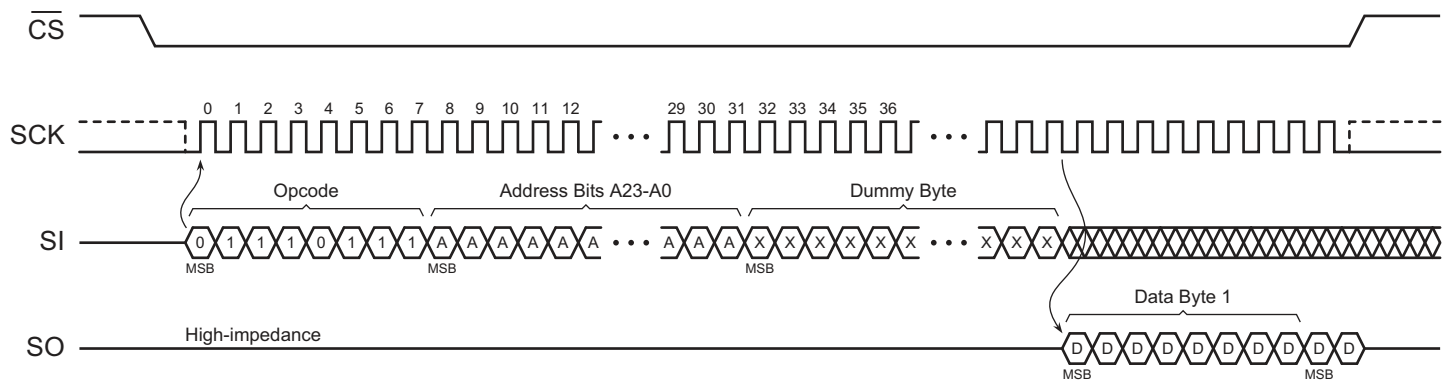 CS
0 1 2 3 4 5 6 7 8 9 10 11 12 29 30 31 32 33 34 35 36
SCK
Opcode Address Bits A23-A0 Dummy Byte
SI 0 1 1 1 0 1 1 1 A A A A A A A A A X X X X X X X X X
MSB MSB MSB
Data Byte 1
High-impedance
SO D D D D D D D D D D
MSB MSB